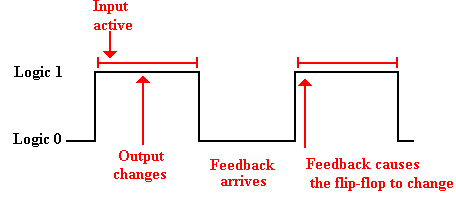 Input
active
Logic 1
Logic 0
Output
changes
Feedback
arrives
Feedback causes
the flip-flop to change